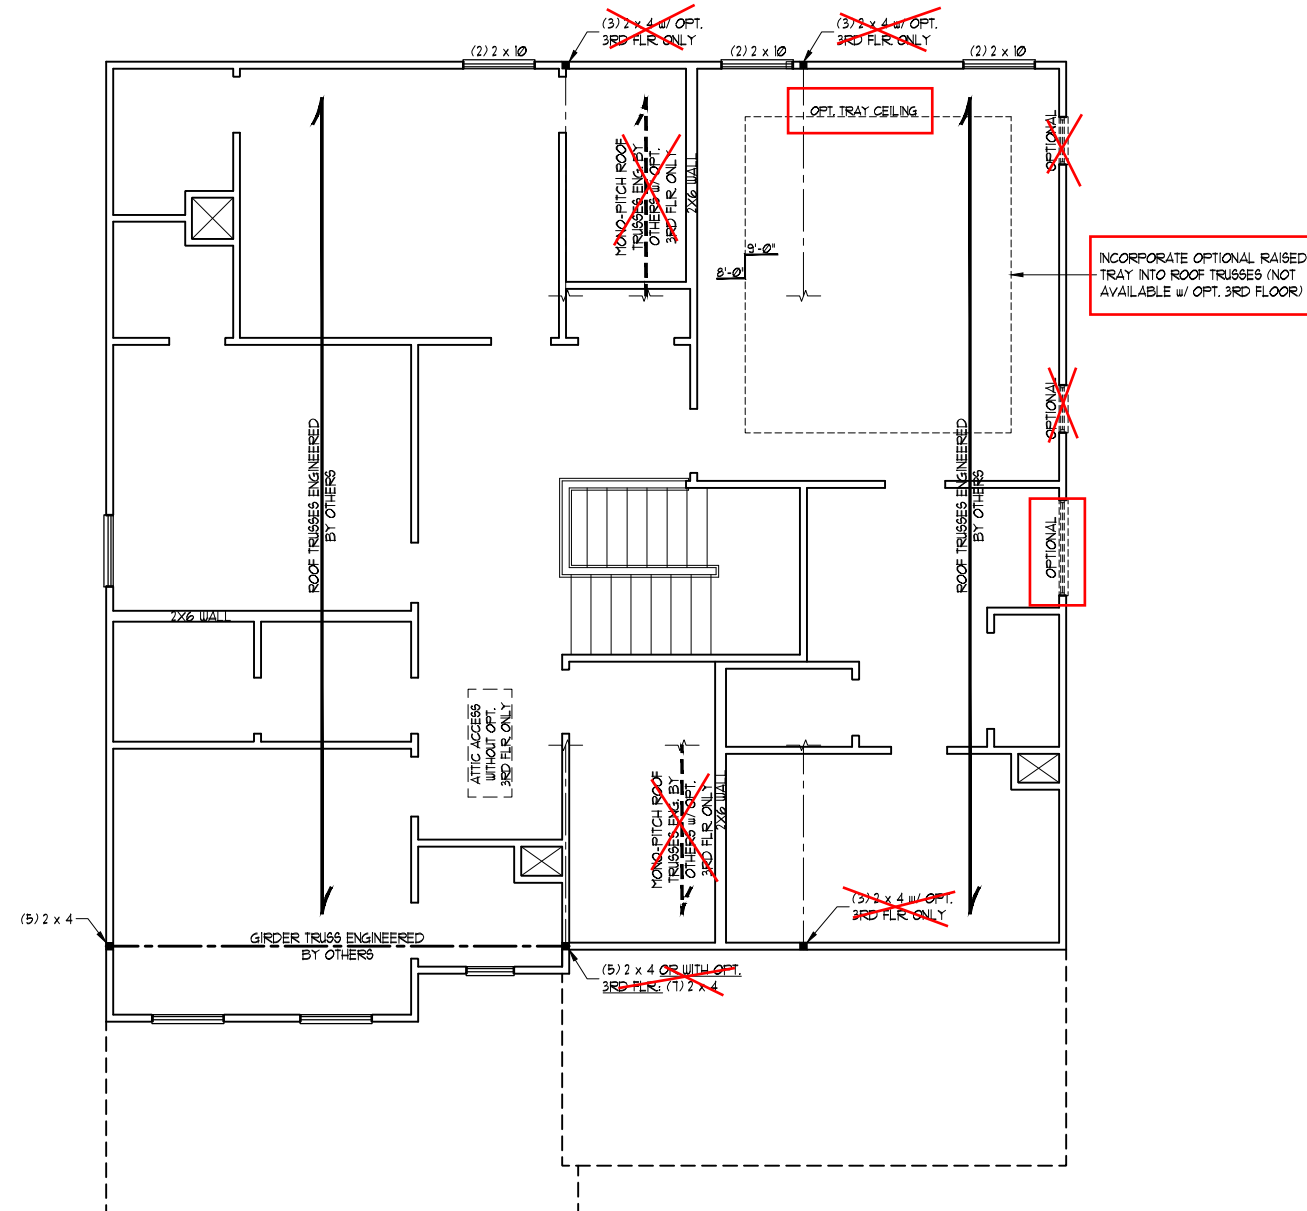 (3) 2 x 4 w/ OPT.
3RD FLR ONLY
(3) 2 x 4 w/ OPT.
3RD FLR ONLY
(2) 2 x 10
(2) 2 x 10
(2) 2 x 10
OPT. TRAY CEILING
OPTIONAL
MONO-PITCH ROOF
TRUSSES ENG. BY
OTHERS w/ OPT.
3RD FLR ONLY
2X6 WALL
9'-0"
8'-0"
INCORPORATE OPTIONAL RAISED
TRAY INTO ROOF TRUSSES (NOT
AVAILABLE w/ OPT. 3RD FLOOR)
OPTIONAL
ROOF TRUSSES ENGINEERED
BY OTHERS
ROOF TRUSSES ENGINEERED
BY OTHERS
OPTIONAL
2X6 WALL
ATTIC ACCESS
WITHOUT OPT.
3RD FLR ONLY
MONO-PITCH ROOF
TRUSSES ENG. BY
OTHERS w/ OPT.
3RD FLR ONLY
2X6 WALL
(3) 2 x 4 w/ OPT.
3RD FLR ONLY
(5) 2 x 4
GIRDER TRUSS ENGINEERED
BY OTHERS
(5) 2 x 4 OR WITH OPT.
3RD FLR: (7) 2 x 4